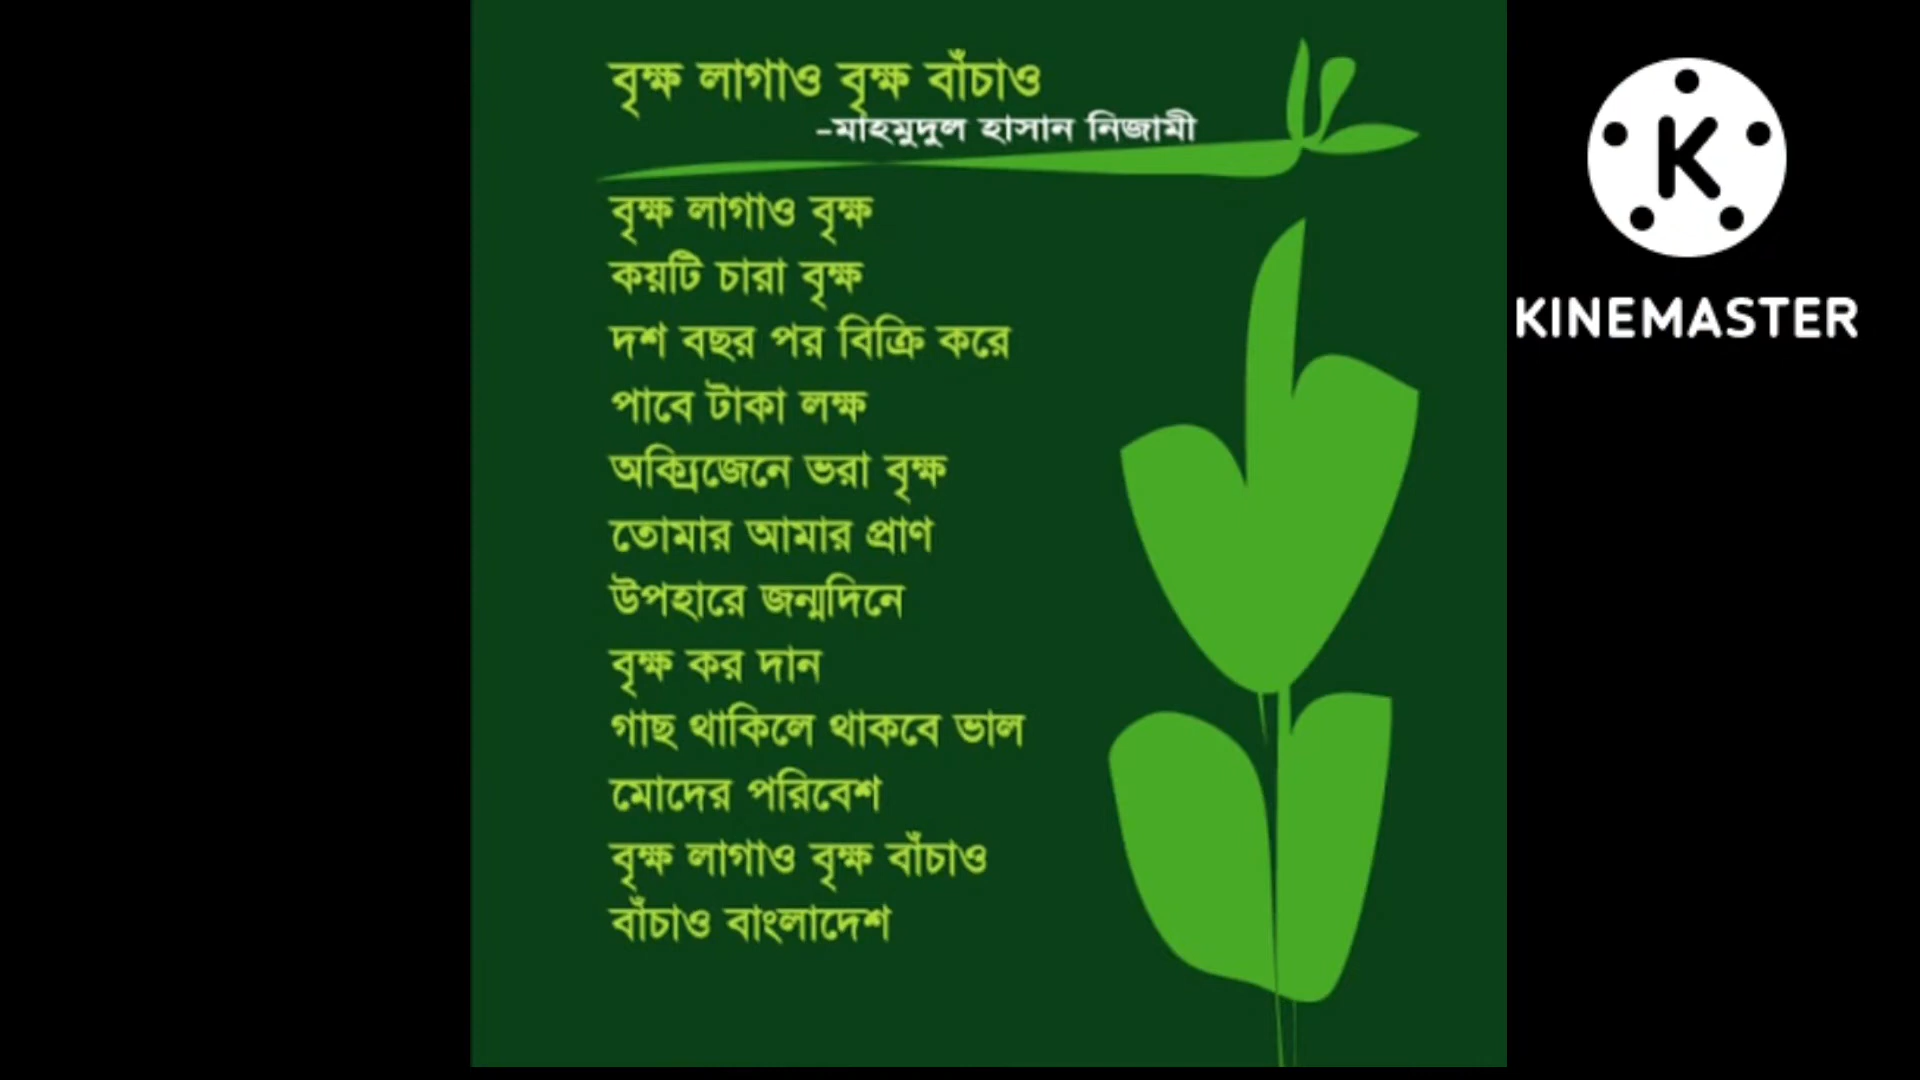 বৃক্ষ লাগাও বৃক্ষ বাঁচাও
-মাহমুদুল হাসান নিজামী
বৃক্ষ লাগাও বৃক্ষ
কয়টি চারা বৃক্ষ
দশ বছর পর বিক্রি করে
পাবে টাকা লক্ষ
অক্সিজেনে ভরা বৃক্ষ
তোমার আমার প্রাণ
উপহারে জন্মদিনে
বৃক্ষ কর দান
গাছ থাকিলে থাকবে ভাল
মোদের পরিবেশ
বৃক্ষ লাগাও বৃক্ষ বাঁচাও
বাঁচাও বাংলাদেশ
K
KINEMASTER